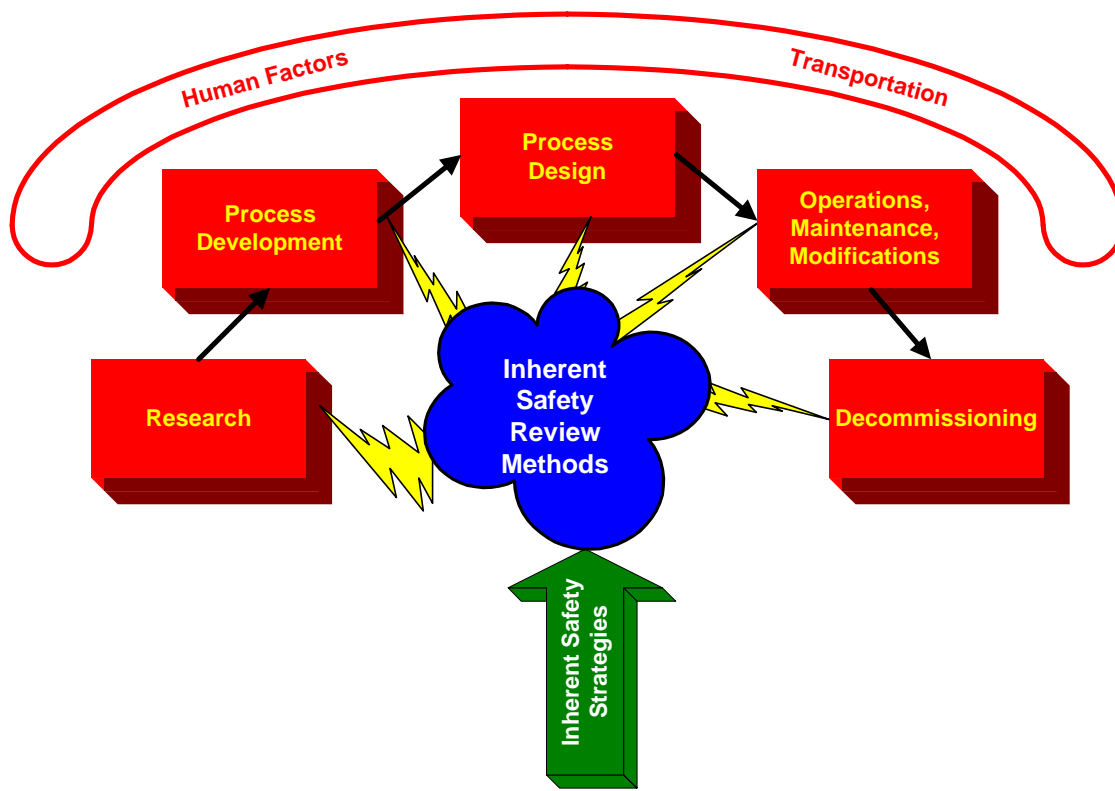 Human Factors
Transportation
Process
Design
Process
Development
Operations,
Maintenance,
Modifications
Research
Inherent
Safety
Review
Methods
Decommissioning
Inherent Safety
Strategies